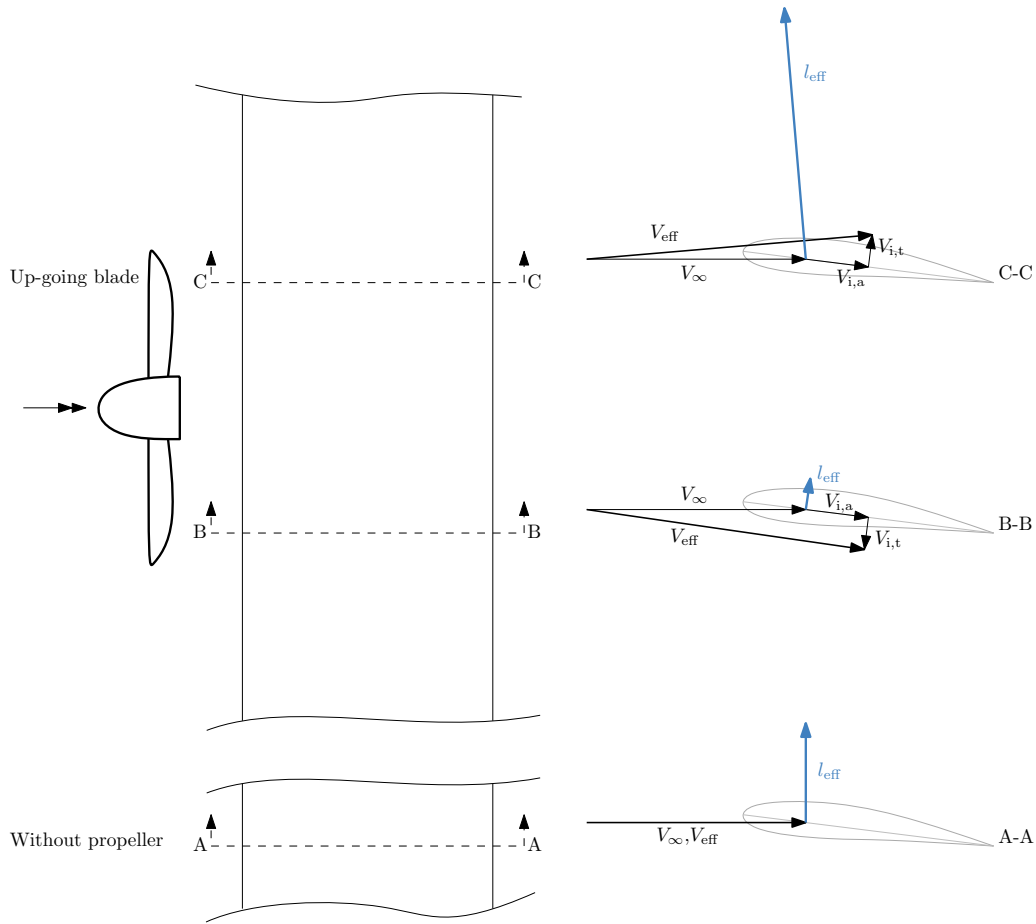 l_eff
V_eff
V_i,t
V_∞
V_i,a
C-C
Up-going blade
C
C
l_eff
V_∞
V_i,a
B-B
B
B
V_eff
V_i,t
l_eff
Without propeller
A
A
V_∞,V_eff
A-A